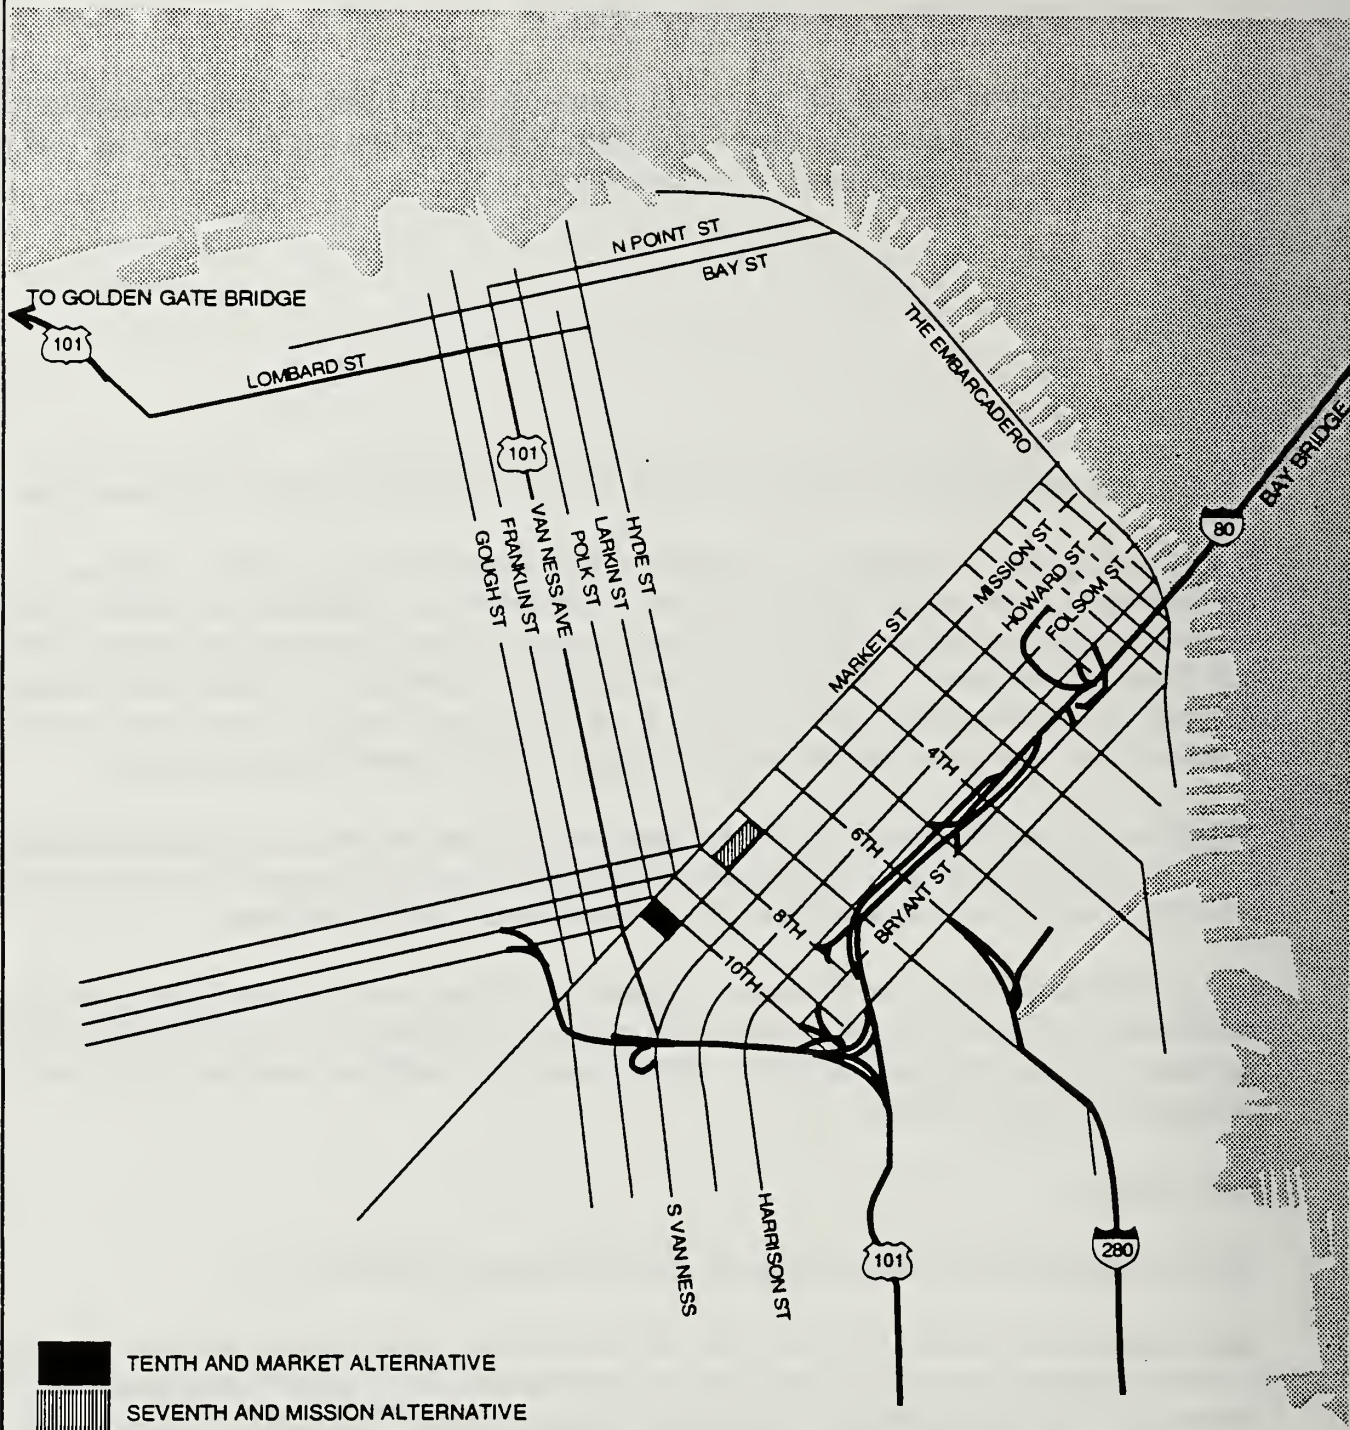 N POINT ST
BAY ST
TO GOLDEN GATE BRIDGE
101
LOMBARD ST
THE EMBARCADERO
BAY BRIDGE
80
101
GOUGH ST
FRANKLIN ST
VAN NESS AVE
POLK ST
LARKIN ST
HYDE ST
MISSION ST
HOWARD ST
FOLSOM ST
MARKET ST
4TH
6TH
8TH
10TH
BRYANT ST
S VAN NESS
HARRISON ST
101
280
TENTH AND MARKET ALTERNATIVE
SEVENTH AND MISSION ALTERNATIVE